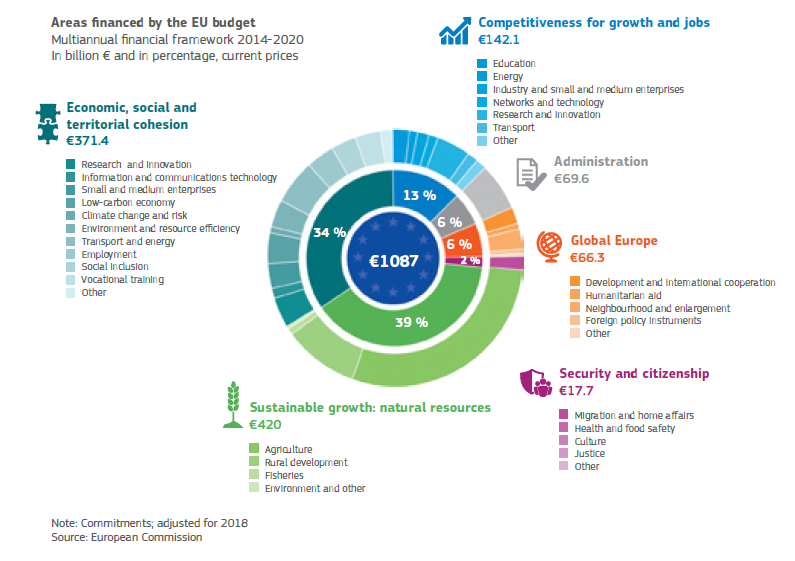 Areas financed by the EU budget
Multiannual financial framework 2014-2020
In billion € and in percentage, current prices
Competitiveness for growth and jobs
€142.1
Education
Energy
Industry and small and medium enterprises
Networks and technology
Research and Innovation
Transport
Other
Economic, social and
territorial cohesion
€371.4
Research and Innovation
Information and communications technology
Small and medium enterprises
Low-carbon economy
Climate change and risk
Environment and resource efficiency
Transport and energy
Employment
Social Inclusion
Vocational training
Other
Administration
€69.6
Global Europe
€66.3
Development and international cooperation
Humanitarian aid
Neighbourhood and enlargement
Foreign policy instruments
Other
13 %
6 %
6 %
2 %
34 %
39 %
€1087
Security and citizenship
€17.7
Migration and home affairs
Health and food safety
Culture
Justice
Other
Sustainable growth: natural resources
€420
Agriculture
Rural development
Fisheries
Environment and other
Note: Commitments; adjusted for 2018
Source: European Commission